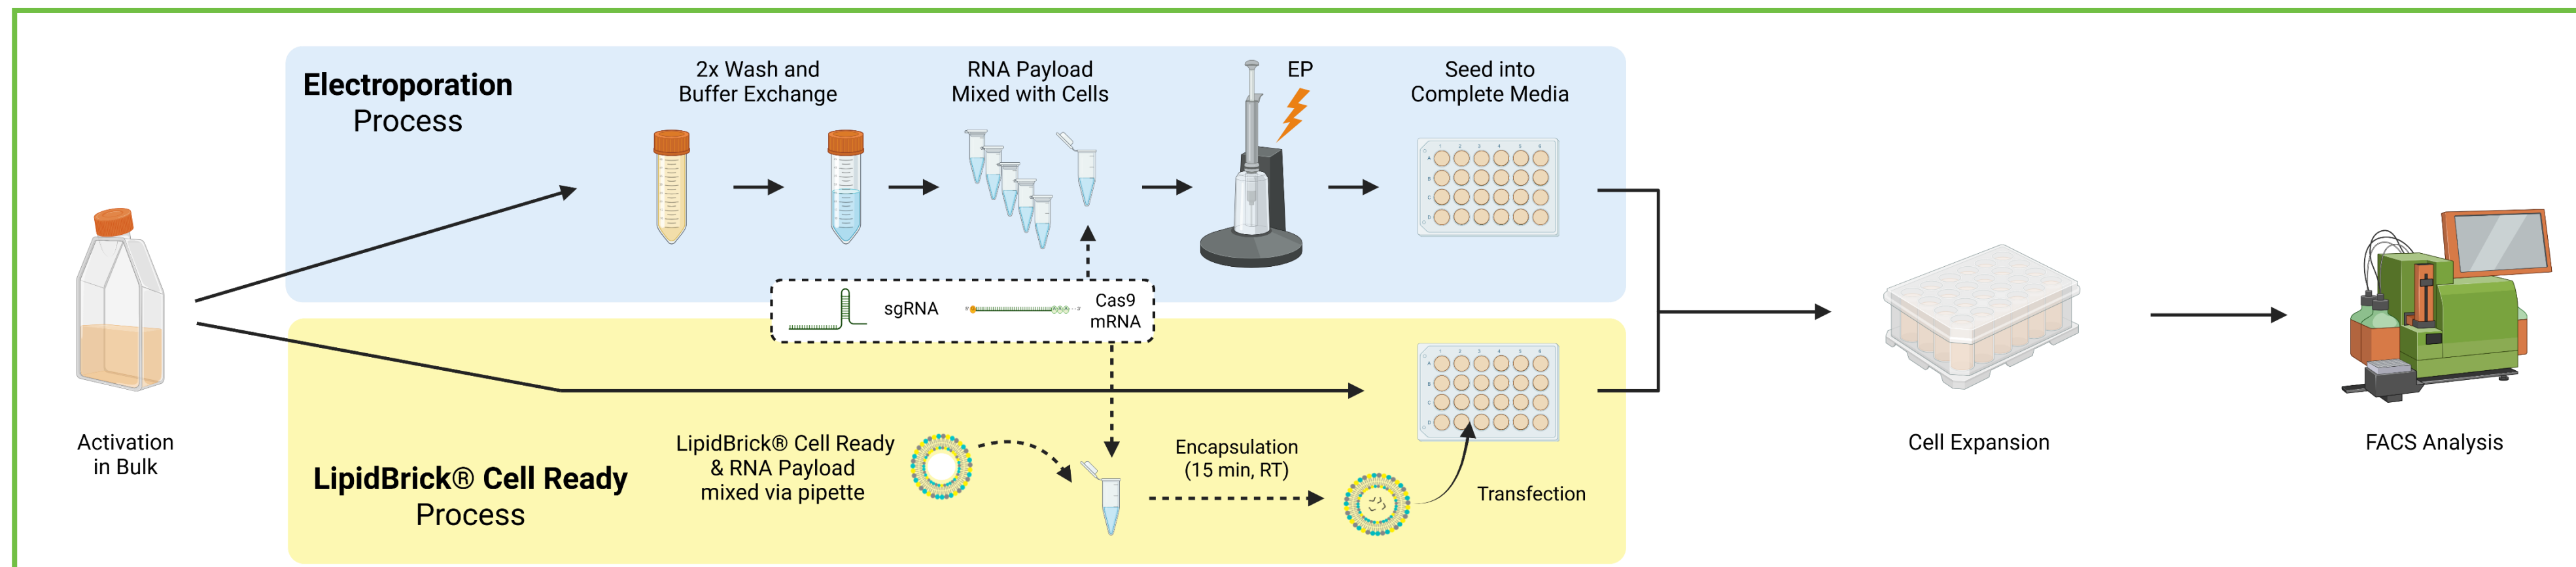 Electroporation
Process
2x Wash and
Buffer Exchange
RNA Payload
Mixed with Cells
EP
Seed into
Complete Media
sgRNA
Cas9
mRNA
Activation
in Bulk
LipidBrick® Cell Ready
Process
LipidBrick® Cell Ready
& RNA Payload
mixed via pipette
Encapsulation
(15 min, RT)
Transfection
Cell Expansion
FACS Analysis